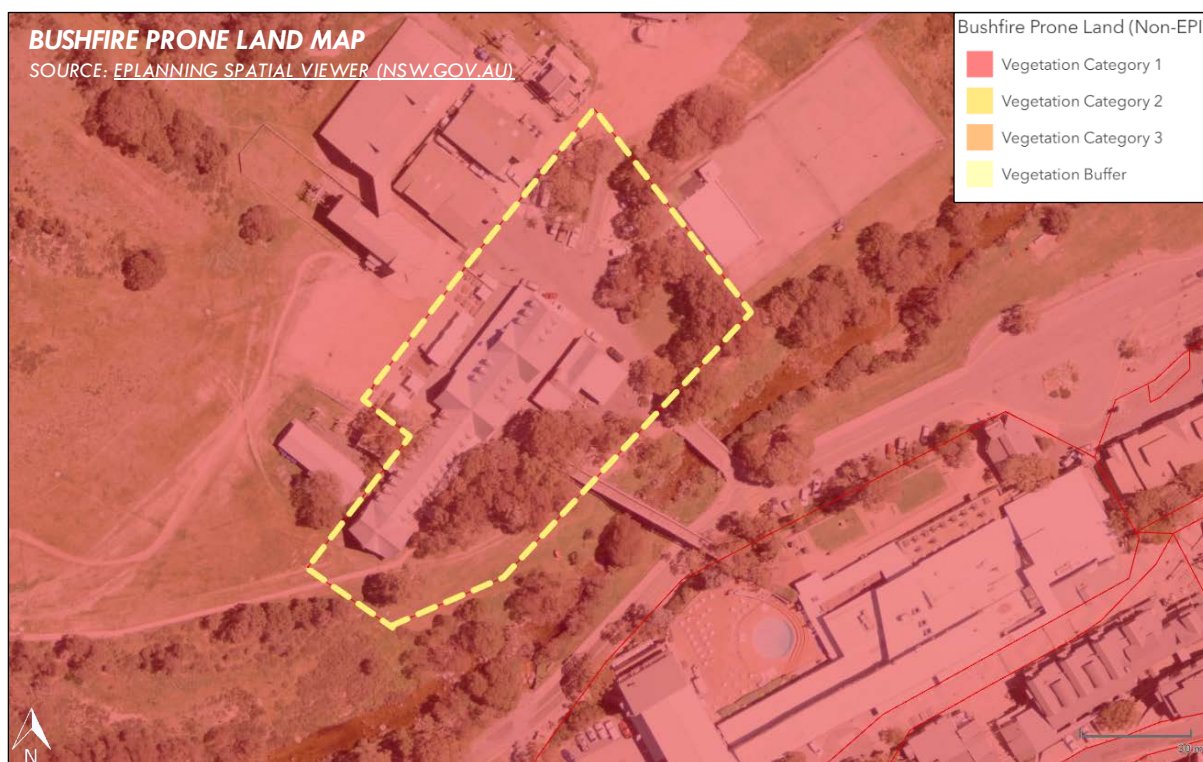 BUSHFIRE PRONE LAND MAP
SOURCE: EPLANNING SPATIAL VIEWER (NSW.GOV.AU)
Bushfire Prone Land (Non-EPI
Vegetation Category 1
Vegetation Category 2
Vegetation Category 3
Vegetation Buffer
N